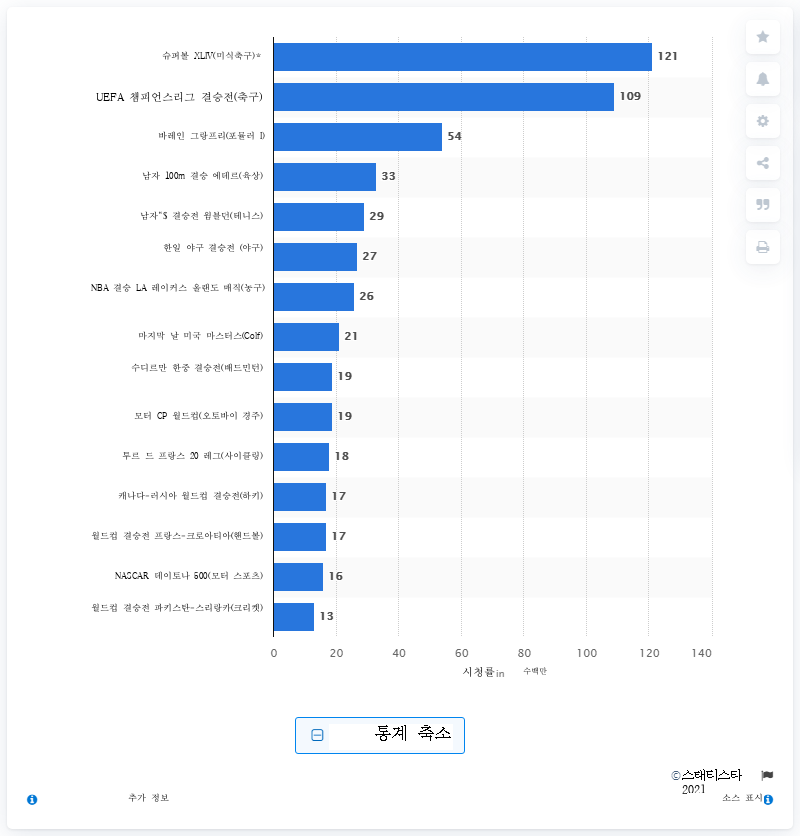 슈퍼볼 XLIV(미식축구)* 121
UEFA 챔피언스리그 결승전(축구) 109
바레인 그랑프리(포뮬러 1) 54
남자 100m 결승 에테르(육상) 33
남자"S 결승전 윔블던(테니스) 29
한일 야구 결승전 (야구) 27
NBA 결승 LA 레이커스 올랜도 매직(농구) 26
마지막 날 미국 마스터스(Golf) 21
수디르만 한중 결승전(배드민턴) 19
모터 CP 월드컵(오토바이 경주) 19
투르 드 프랑스 20 레그(사이클링) 18
캐나다-러시아 월드컵 결승전(하키) 17
월드컵 결승전 프랑스-크로아티아(핸드볼) 17
NASCAR 데이토나 500(모터 스포츠) 16
월드컵 결승전 파키스탄-스리랑카(크리켓) 13
0 20 40 60 80 100 120 140
시청률in 수백만
통계 축소
©스태티스타
2021
추가 정보 소스 표시